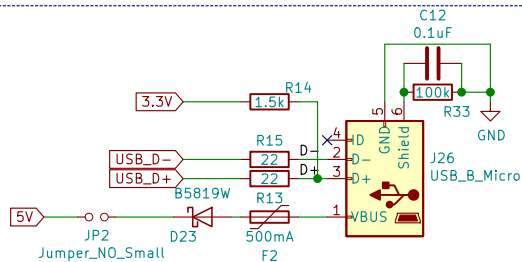 C12
0.1uF
100k
R33
GND
3.3V
R14
1.5k
5
6
GND
Shield
4
ID
R15
D-
USB_D-
22
2
D-
J26
USB_B_Micro
USB_D+
22
D+
3
D+
B5819W
R13
5V
1
VBUS
JP2
D23
500mA
Jumper_NO_Small
F2